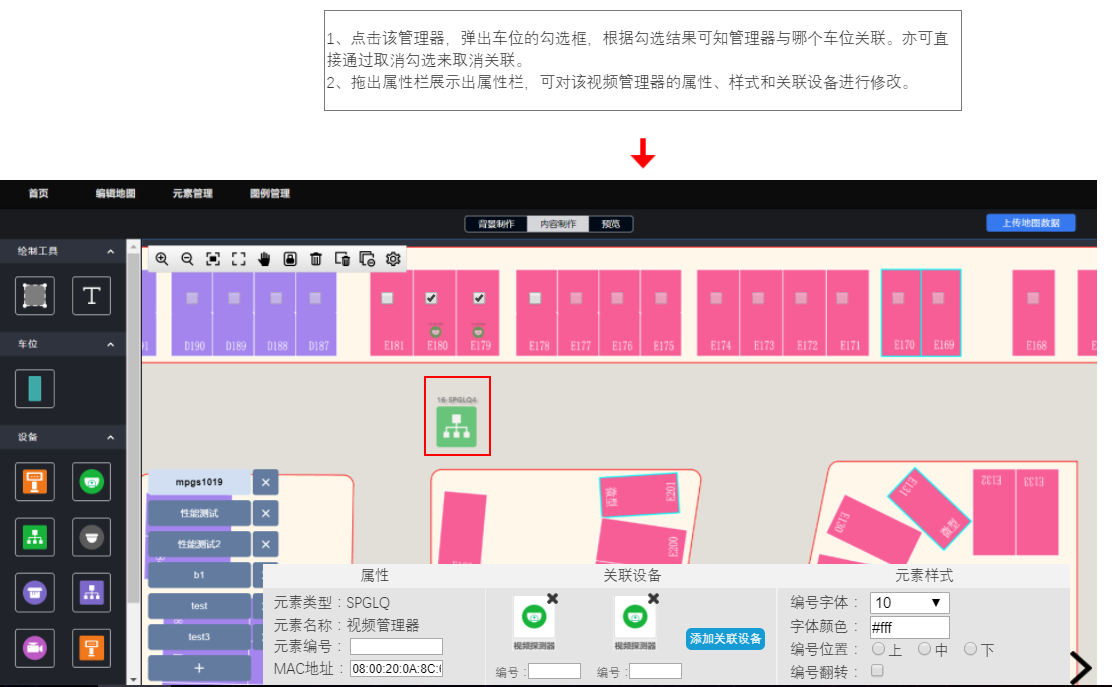 1、点击该管理器，弹出车位的勾选框，根据勾选结果可知管理器与哪个车位关联。亦可直
接通过取消勾选来取消关联。
2、拖出属性栏展示出属性栏，可对该视频管理器的属性、样式和关联设备进行修改。
首页 编辑地图 元素管理 图例管理
背景制作 内容制作 预览 上传地图数据
绘制工具
T
车位
设备
D190 D189 D188 D187 E181 E180 E179 E178 E177 E176 E175 E174 E173 E172 E171 E170 E169 E168
mpgs1019
性能测试
性能测试2
b1
test
test3
+
微型 E201
E200
E130
E131 微型
E132 E133
属性 关联设备 元素样式
元素类型：SPGLQ
元素名称：视频管理器
元素编号：
MAC地址：08:00:20:0A:8C:
视频探测器 视频探测器
编号： 编号：
添加关联设备
编号字体：10
字体颜色：#fff
编号位置：上 中 下
编号翻转：